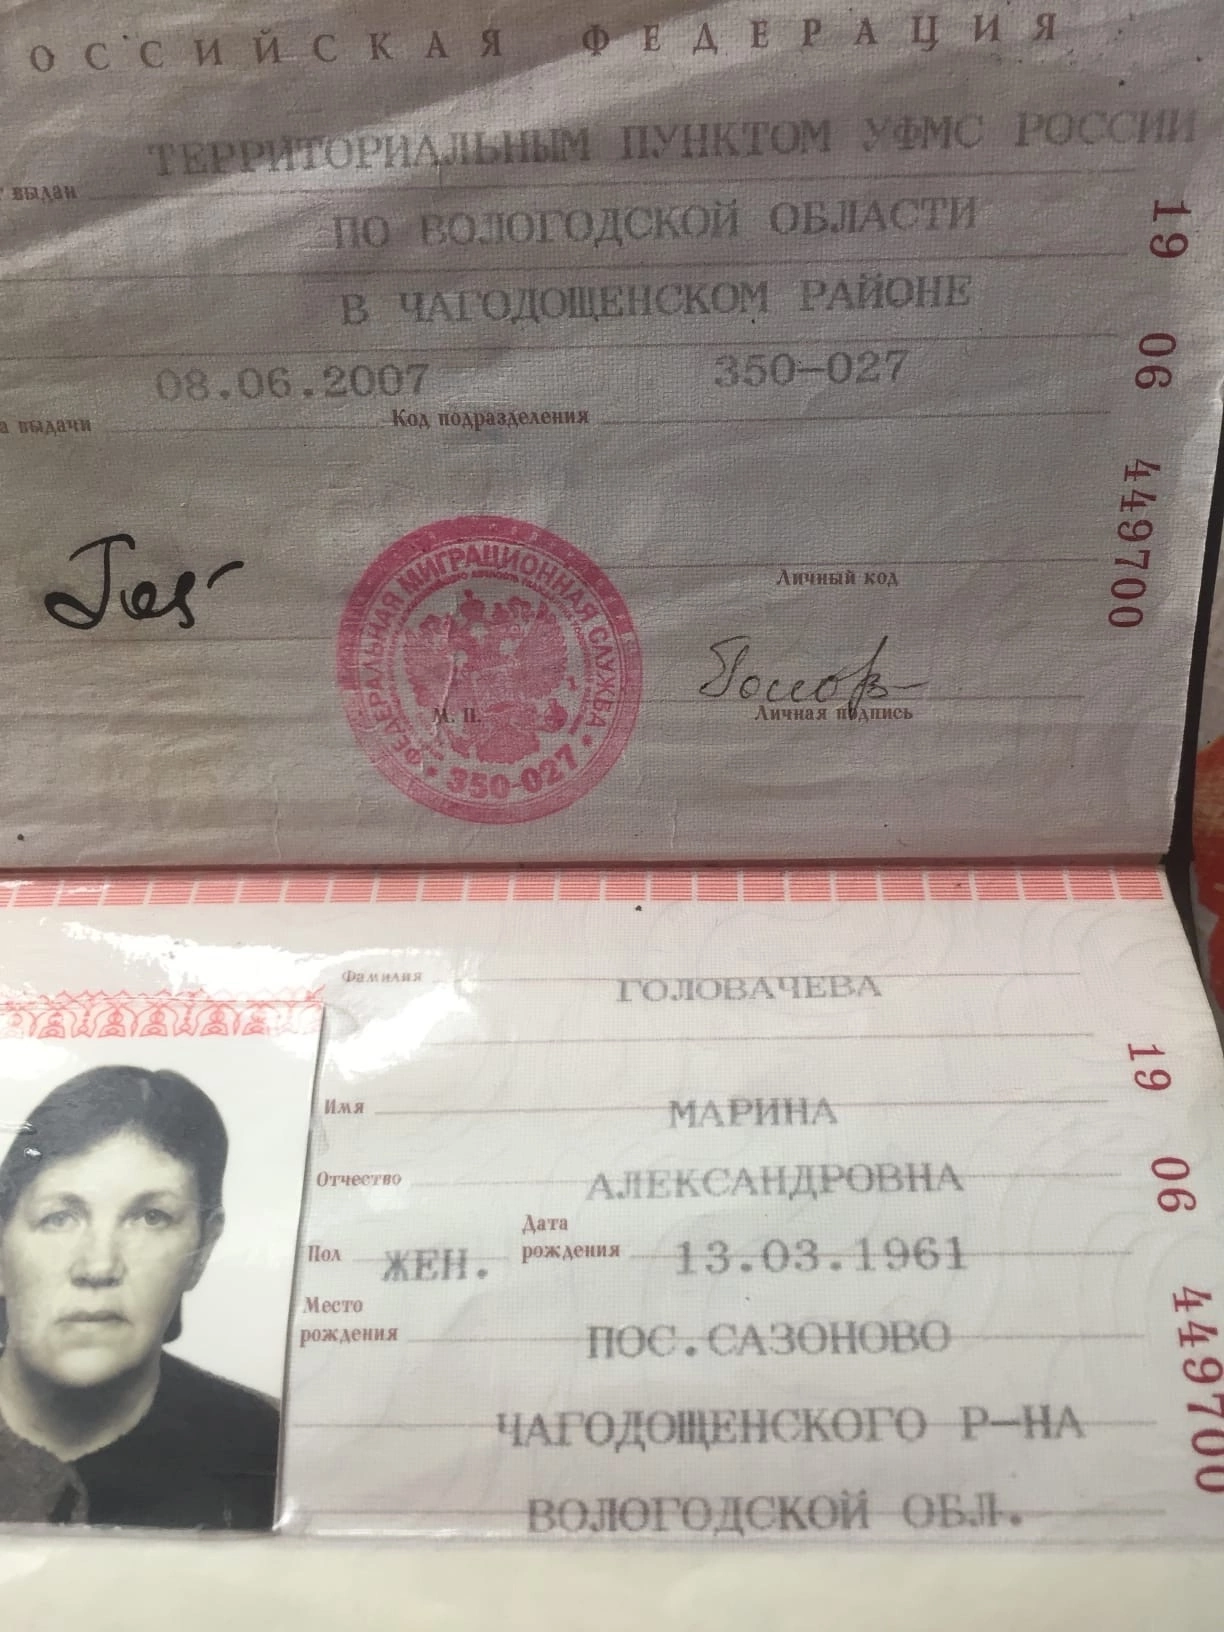 ОССИЙСКАЯ ФЕДЕРАЦИЯ
выдан ТЕРРИТОРИАЛЬНЫМ ПУНКТОМ УФМС РОССИИ
ПО ВОЛОГОДСКОЙ ОБЛАСТИ
В ЧАГОДОЩЕНСКОМ РАЙОНЕ
08.06.2007 350-027
а выдачи Код подразделения
19 06 449700
Личный код
ФЕДЕРАЛЬНАЯ МИГРАЦИОННАЯ СЛУЖБА
350-027
М. П.
Личная подпись
Фамилия ГОЛОВАЧЕВА
Имя МАРИНА
Отчество АЛЕКСАНДРОВНА
Пол ЖЕН. Дата рождения 13.03.1961
Место рождения ПОС.САЗОНОВО
ЧАГОДОЩЕНСКОГО Р-НА
ВОЛОГОДСКОЙ ОБЛ.
19 06 449700